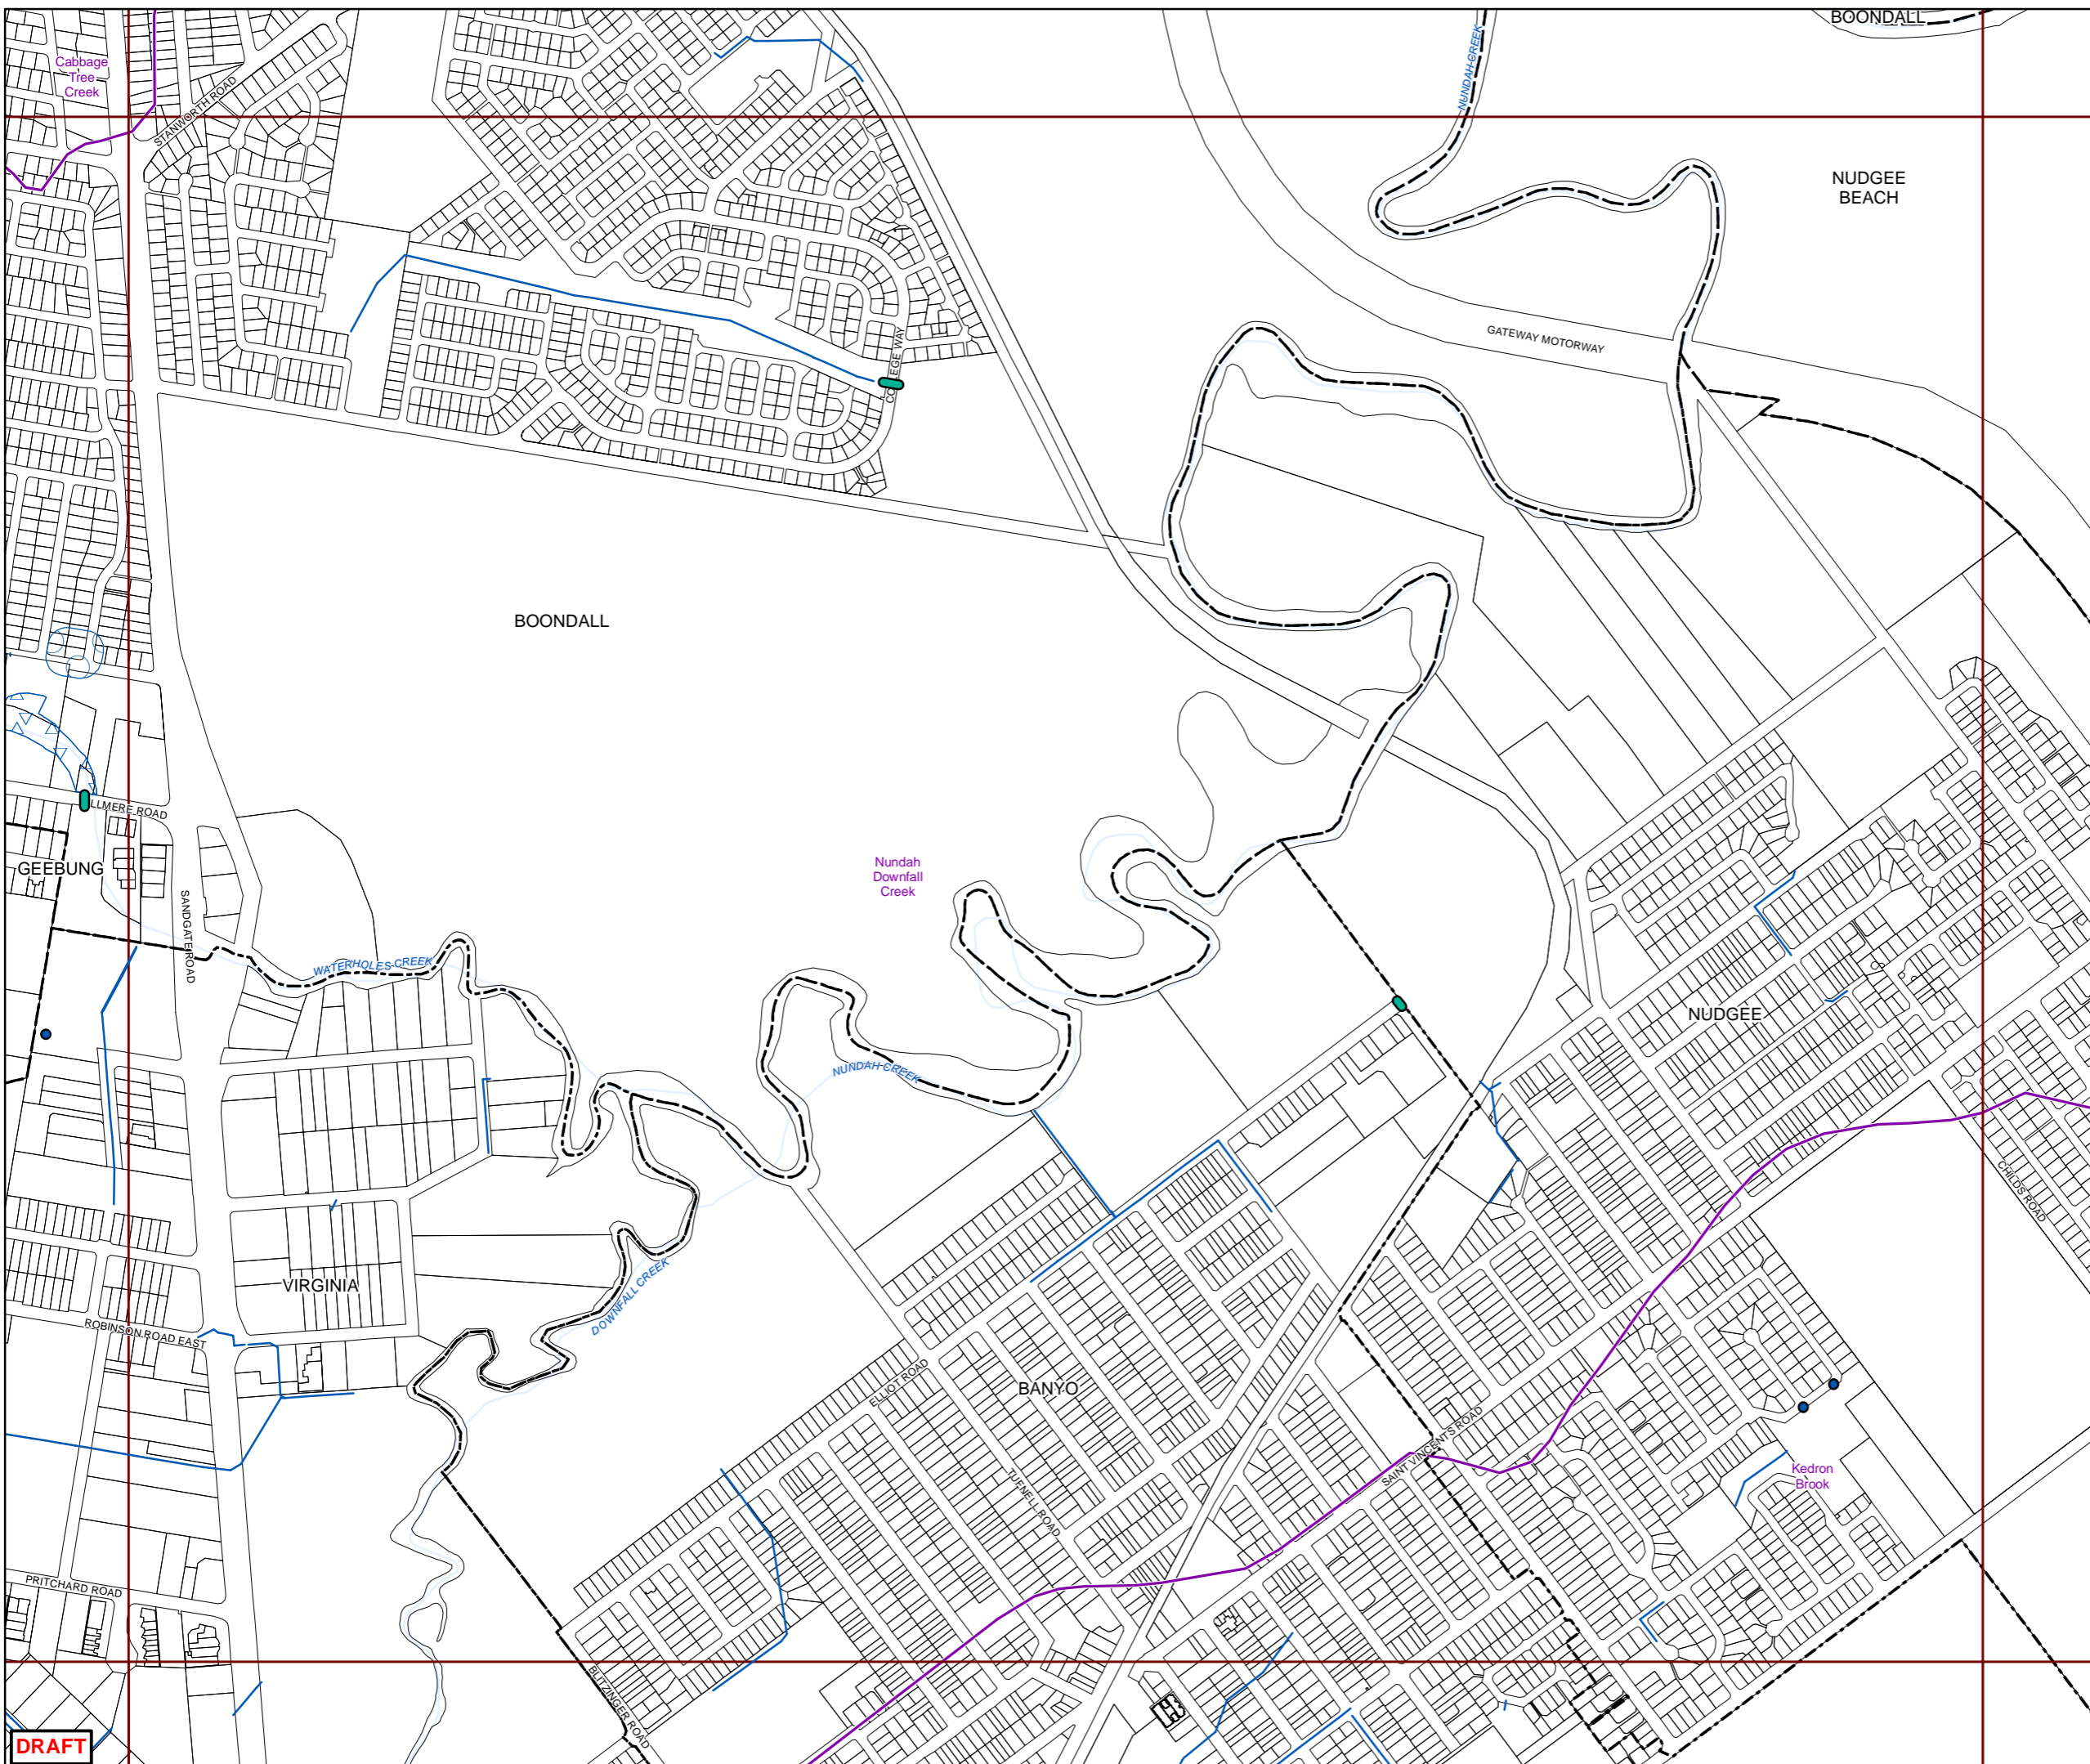 BOONDALL
NUNDAH CREEK
Cabbage
Tree
Creek
STANWORTH ROAD
NUDGEE
BEACH
GATEWAY MOTORWAY
COLLEGE WAY
BOONDALL
LLMERE ROAD
GEEBUNG
Nundah
Downfall
Creek
SANDGATE ROAD
WATERHOLES CREEK
NUDGEE
NUNDAH CREEK
CHILDS ROAD
VIRGINIA
DOWNFALL CREEK
ROBINSON ROAD EAST
ELLIOT ROAD
BANYO
SAINT VINCENTS ROAD
TUFNELL ROAD
Kedron
Brook
PRITCHARD ROAD
BLITZINGER ROAD
DRAFT